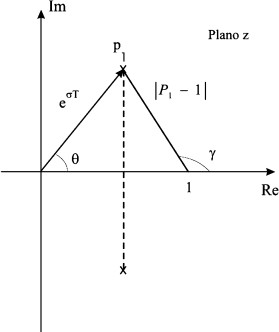 Im
Plano z
p₁
e^σT
|P₁ − 1|
θ
γ
1
Re